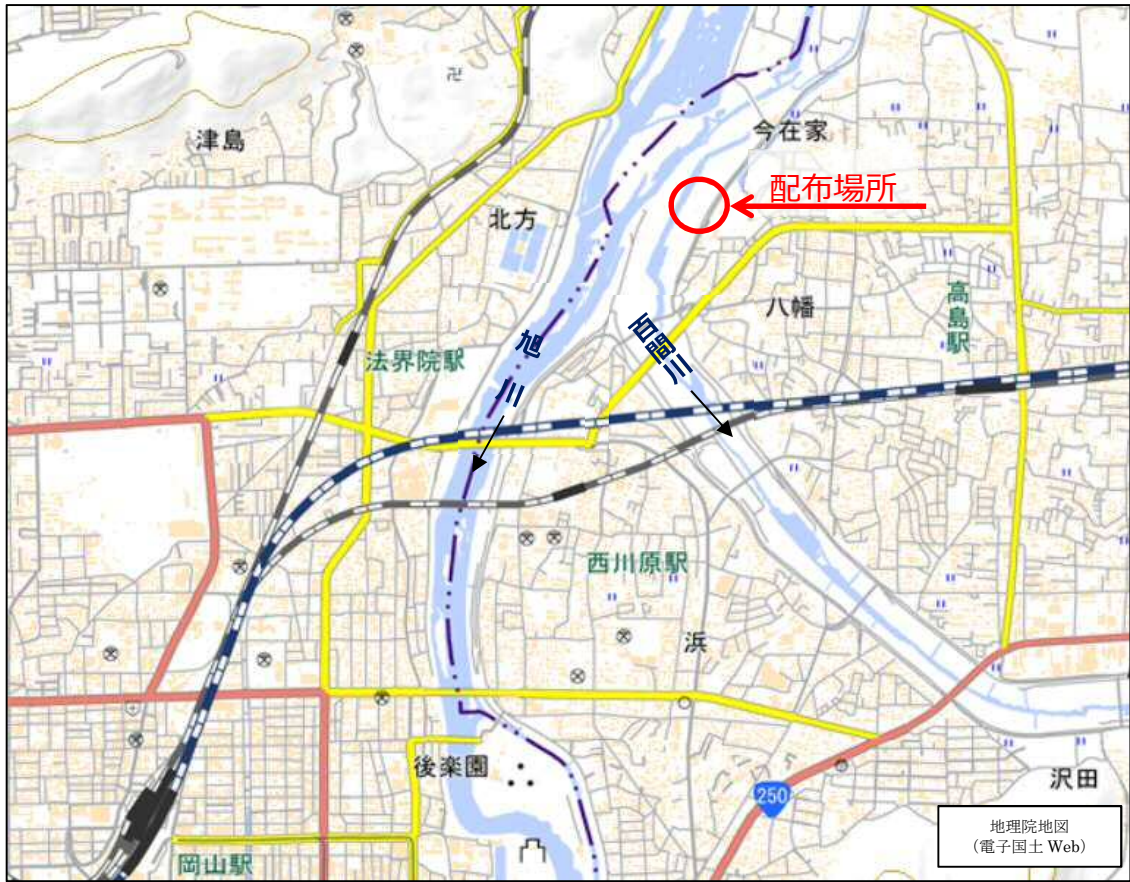 津島
今在家
配布場所
北方
高島駅
八幡
百間川
旭川
法界院駅
西川原駅
浜
後楽園
250
沢田
岡山駅
地理院地図
(電子国土 Web)